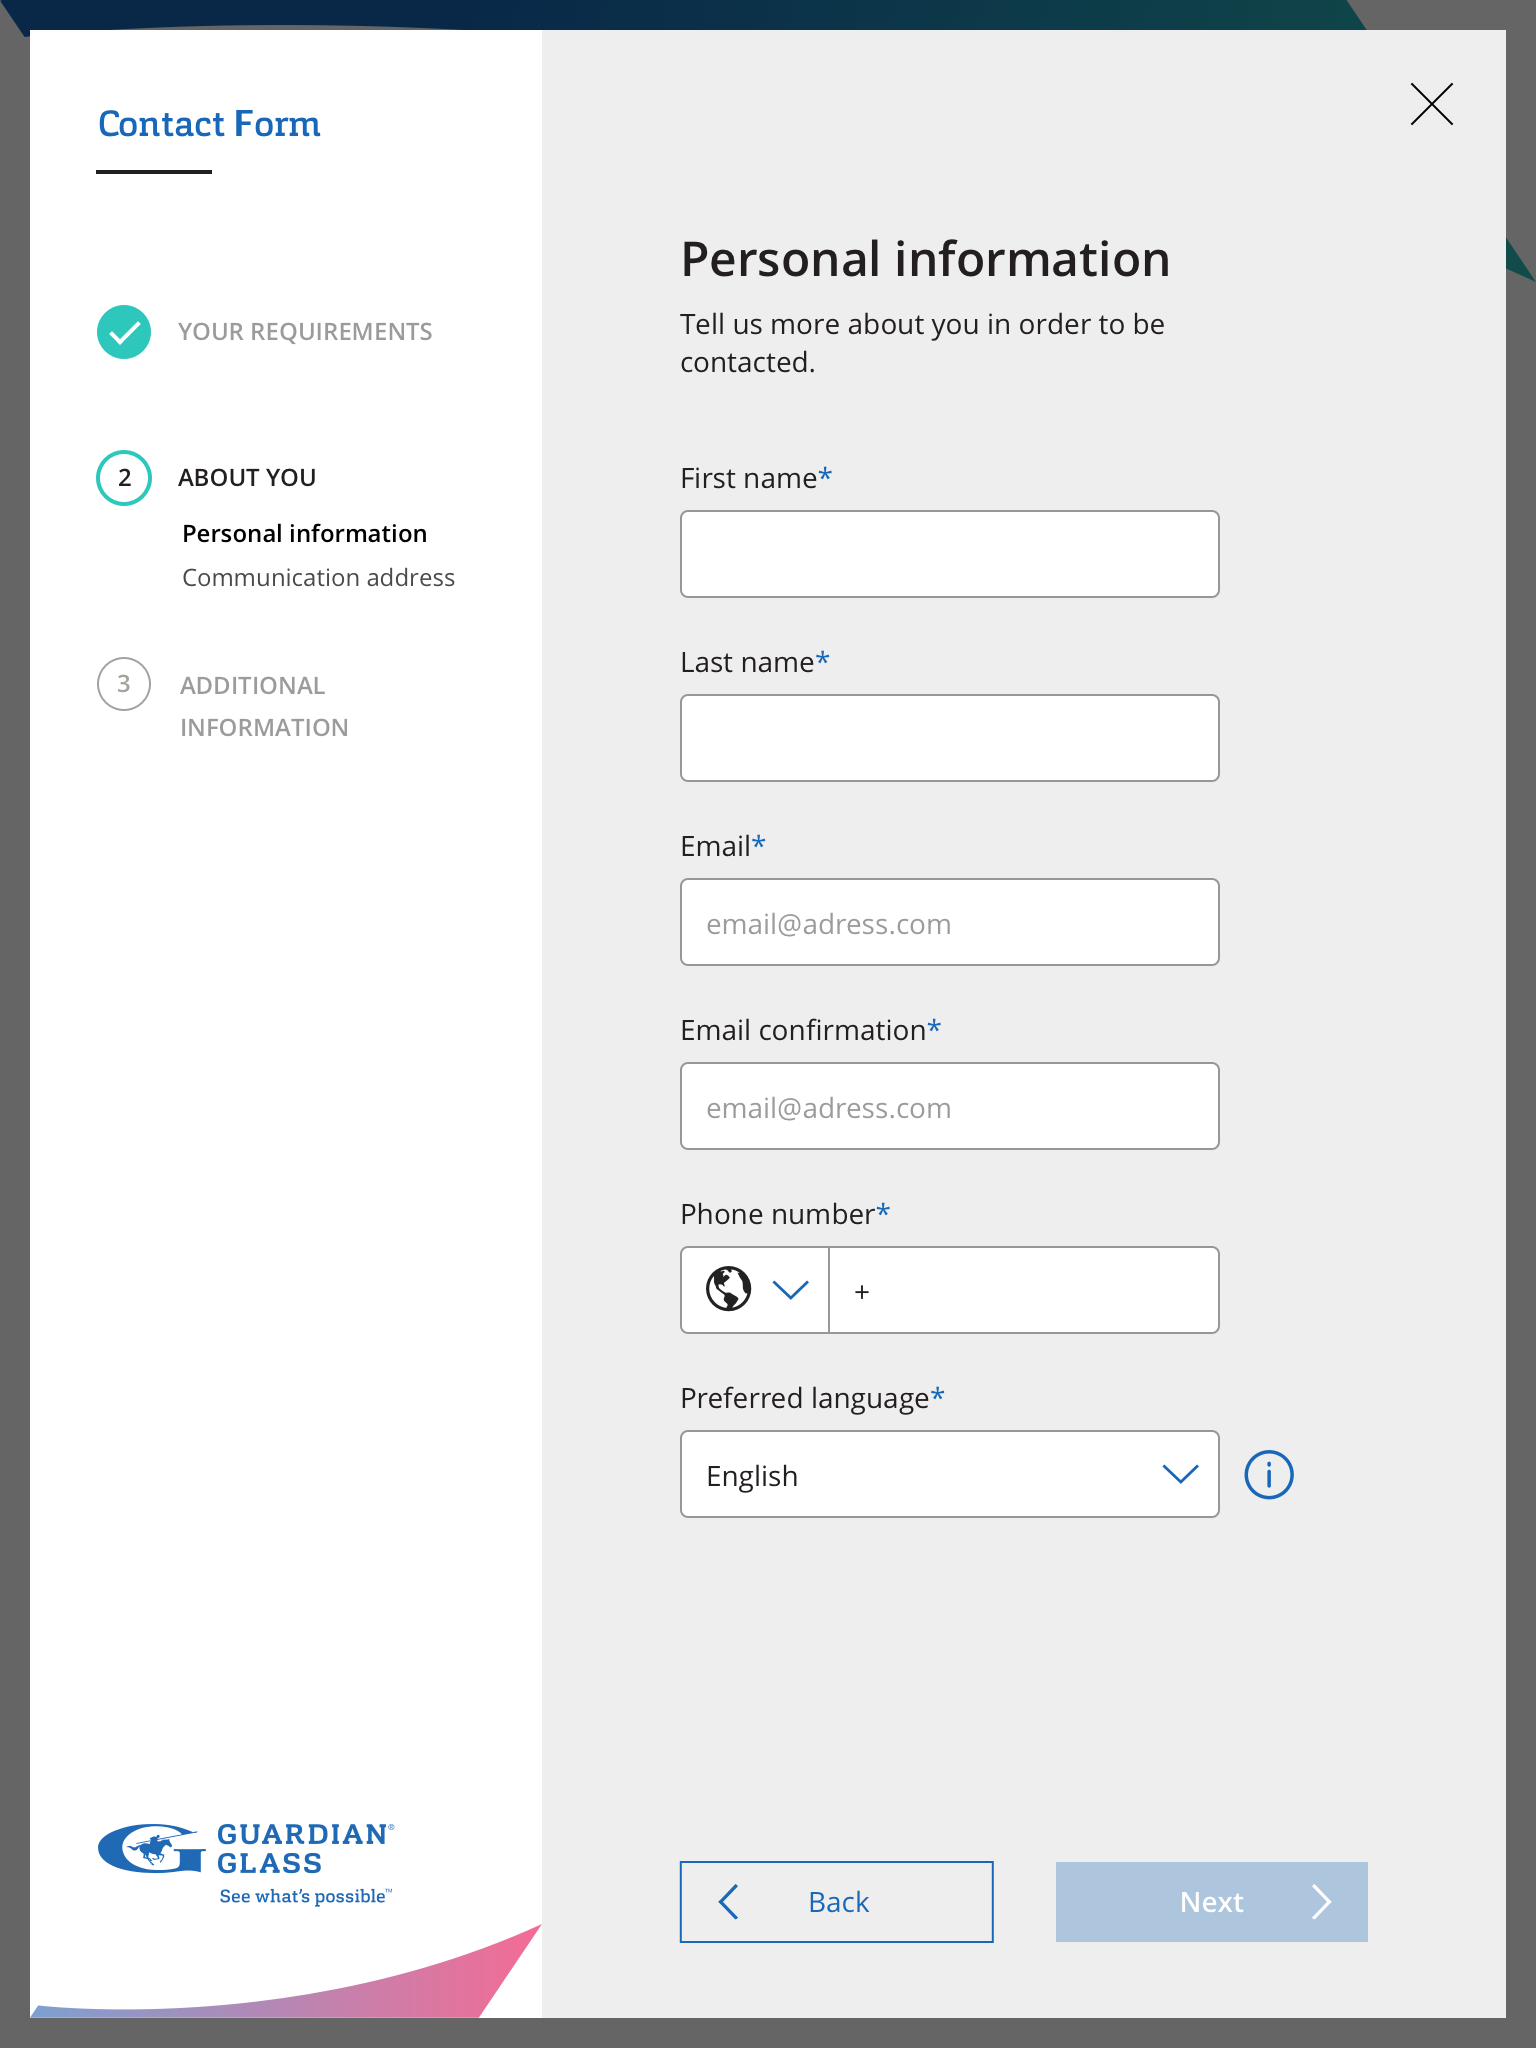 Contact Form
YOUR REQUIREMENTS
2
ABOUT YOU
Personal information
Communication address
3
ADDITIONAL
INFORMATION
GUARDIAN®
GLASS
See what's possible™
Personal information
Tell us more about you in order to be
contacted.
First name*
Last name*
Email*
email@adress.com
Email confirmation*
email@adress.com
Phone number*
+
Preferred language*
English
Back
Next